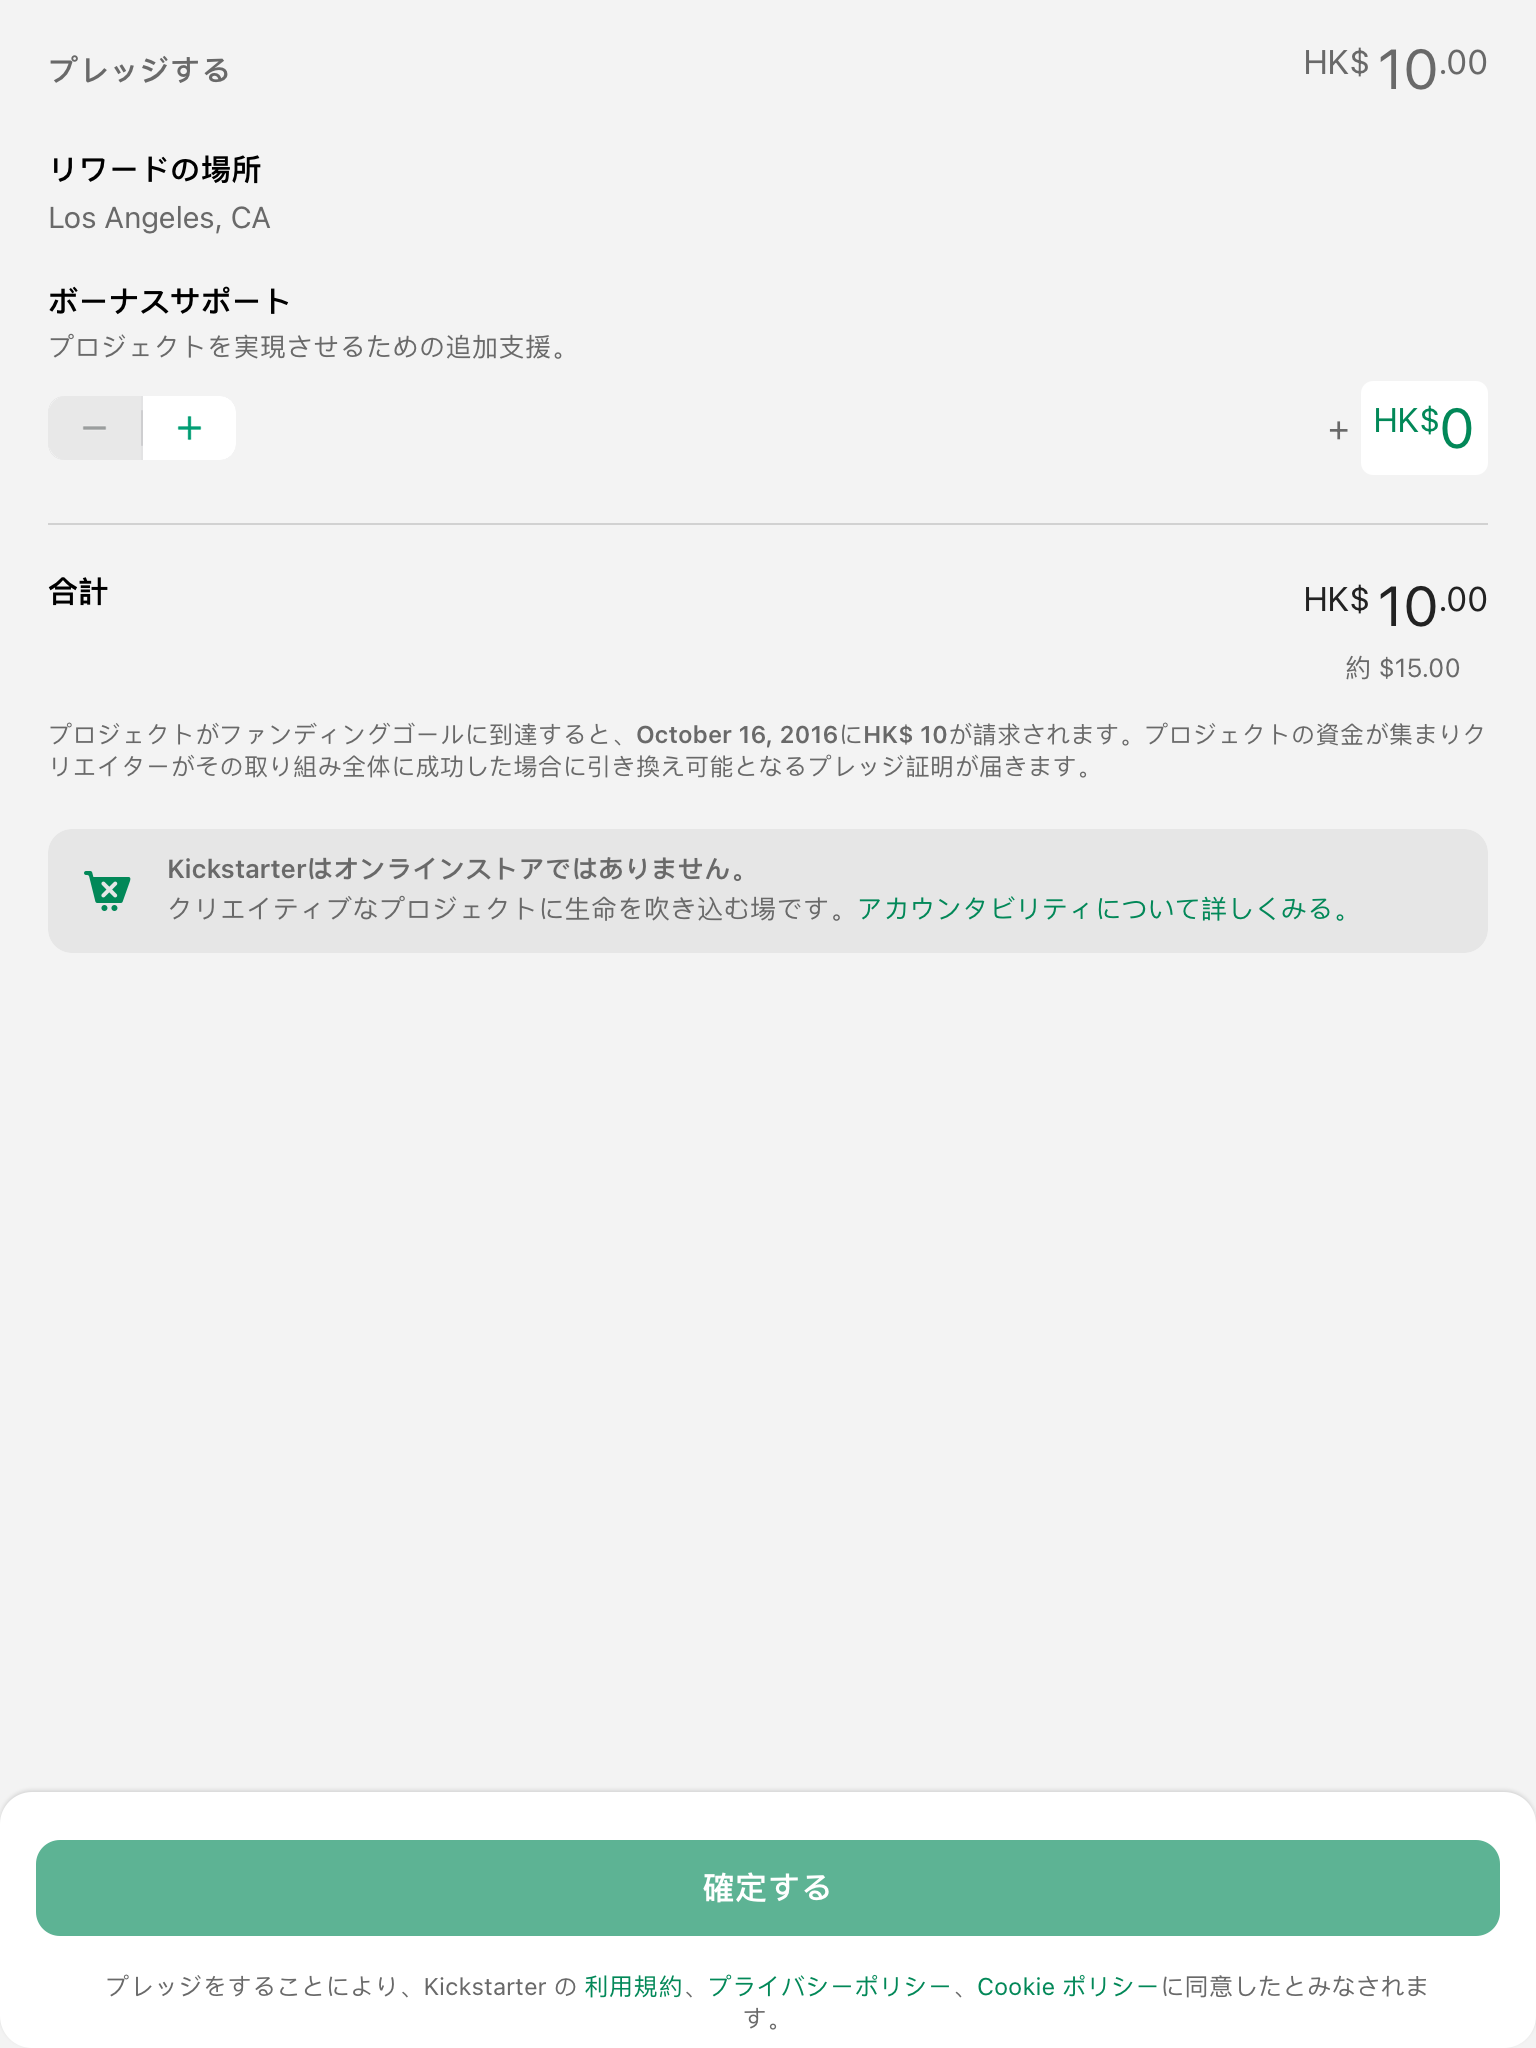 プレッジする
HK$ 10.00
リワードの場所
Los Angeles, CA
ボーナスサポート
プロジェクトを実現させるための追加支援。
− +
+ HK$0
合計
HK$ 10.00
約 $15.00
プロジェクトがファンディングゴールに到達すると、October 16, 2016にHK$ 10が請求されます。プロジェクトの資金が集まりク
リエイターがその取り組み全体に成功した場合に引き換え可能となるプレッジ証明が届きます。
Kickstarterはオンラインストアではありません。
クリエイティブなプロジェクトに生命を吹き込む場です。アカウンタビリティについて詳しくみる。
確定する
プレッジをすることにより、Kickstarter の 利用規約、プライバシーポリシー、Cookie ポリシーに同意したとみなされま
す。